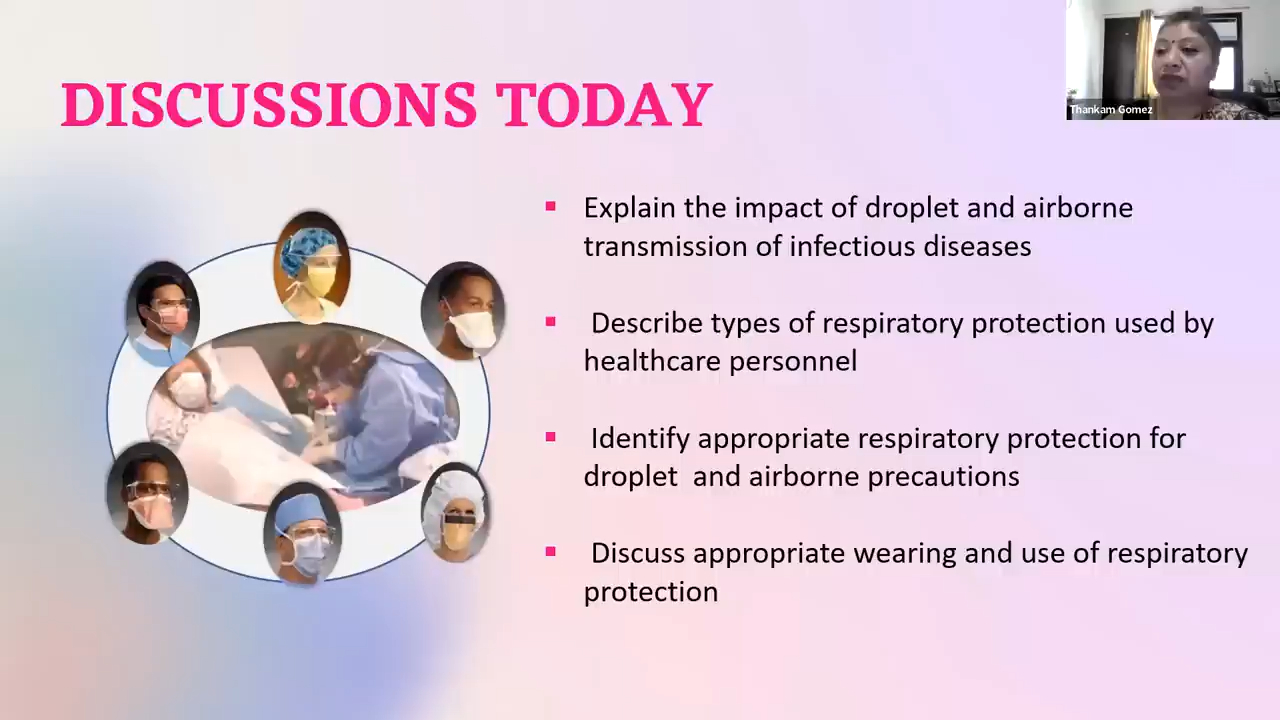 DISCUSSIONS TODAY
Thankam Gomez
▪ Explain the impact of droplet and airborne
transmission of infectious diseases
▪ Describe types of respiratory protection used by
healthcare personnel
▪ Identify appropriate respiratory protection for
droplet  and airborne precautions
▪ Discuss appropriate wearing and use of respiratory
protection